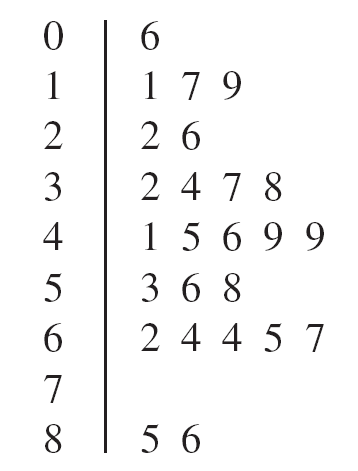 0 | 6
1 | 1 7 9
2 | 2 6
3 | 2 4 7 8
4 | 1 5 6 9 9
5 | 3 6 8
6 | 2 4 4 5 7
7 |
8 | 5 6